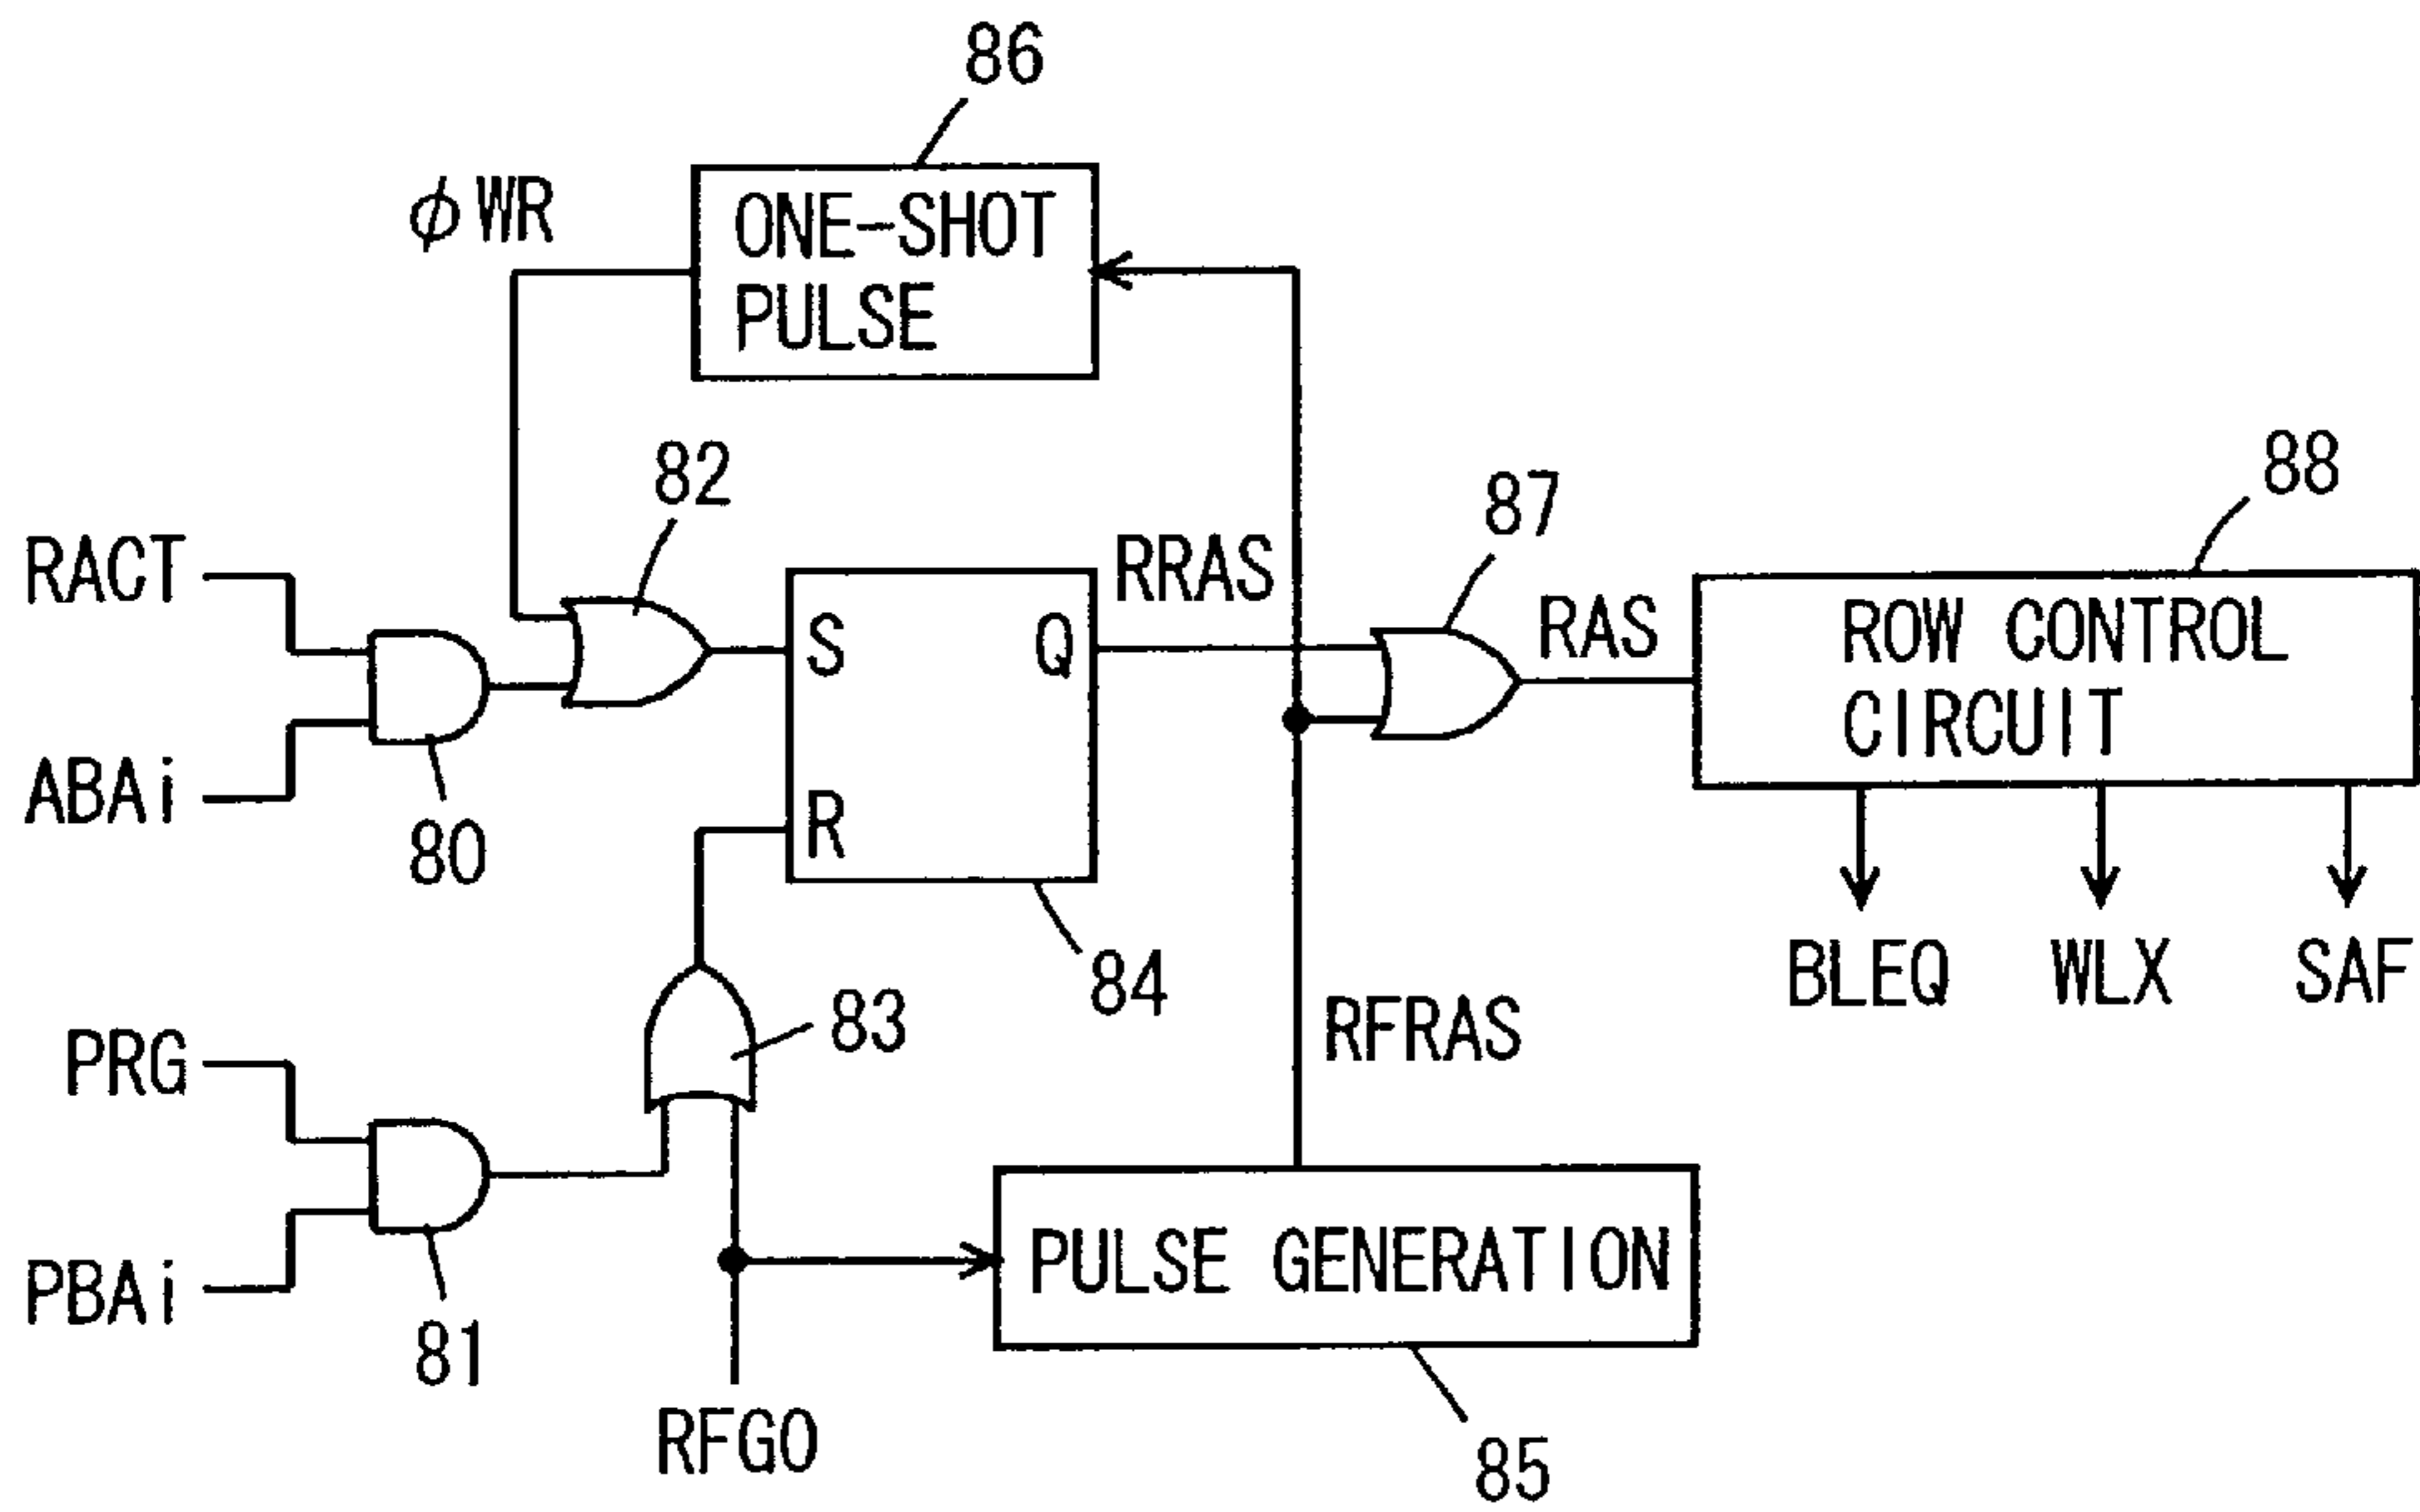 86
φWR
ONE-SHOT
PULSE
82
87
88
RACT
RRAS
RAS
ROW CONTROL
CIRCUIT
S
Q
ABAi
80
R
84
BLEQ
WLX
SAF
PRG
83
RFRAS
PBAi
81
PULSE GENERATION
RFGO
85